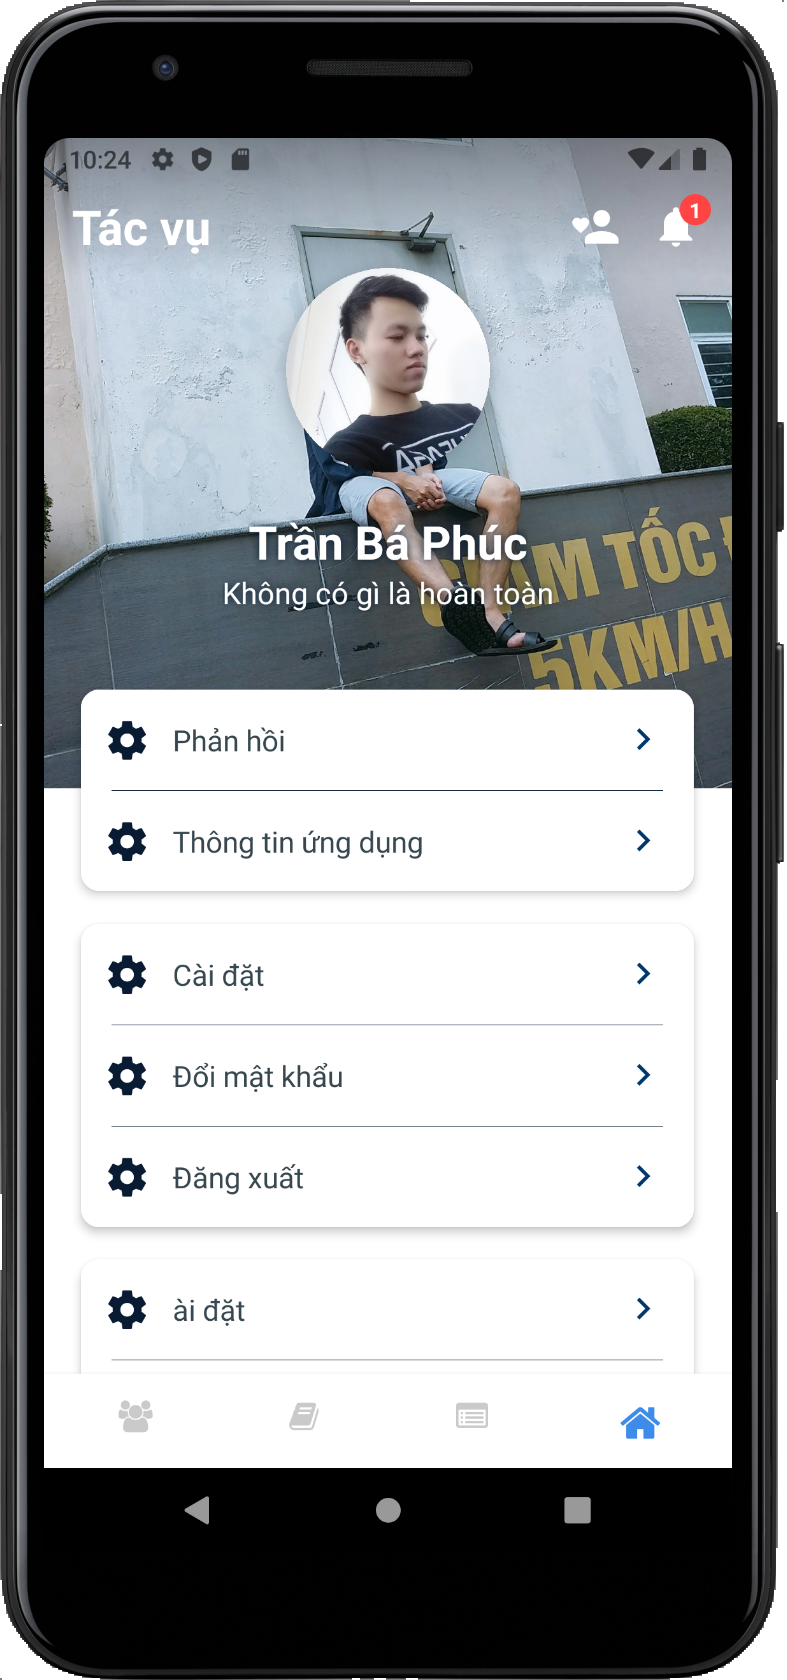 10:24
Tác vụ
1
Trần Bá Phúc
Không có gì là hoàn toàn
GIẢM TỐC
5KM/H
Phản hồi
Thông tin ứng dụng
Cài đặt
Đổi mật khẩu
Đăng xuất
ài đặt